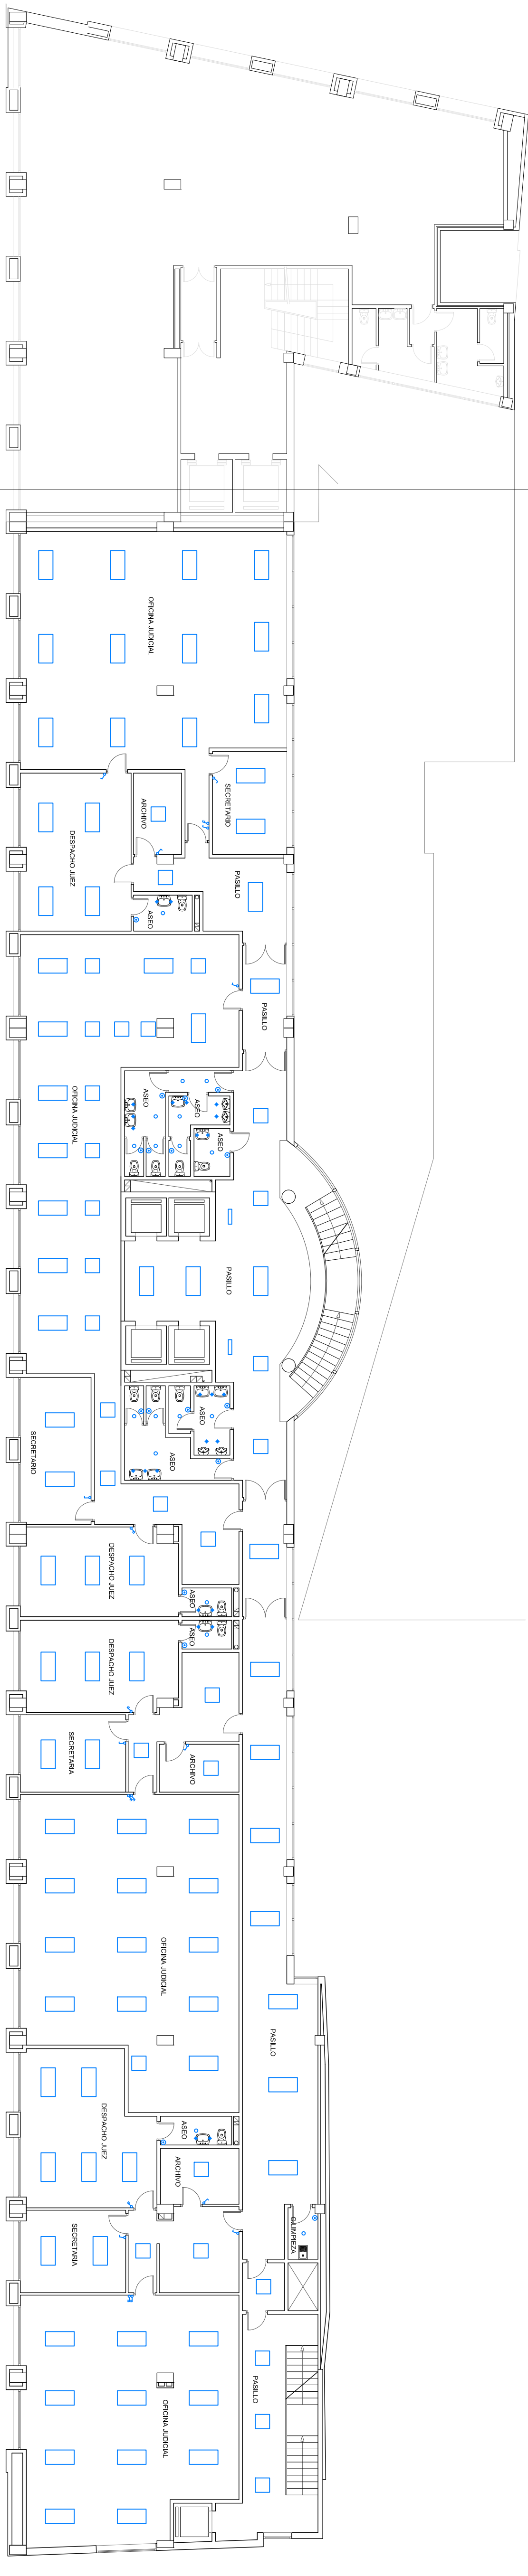 OFICINA JUDICIAL
SECRETARIO
ARCHIVO
DESPACHO JUEZ
PASILLO
ASEO
PASILLO
OFICINA JUDICIAL
ASEO
ASEO
ASEO
PASILLO
ASEO
ASEO
SECRETARIO
DESPACHO JUEZ
ASEO
ASEO
DESPACHO JUEZ
SECRETARIA
ARCHIVO
OFICINA JUDICIAL
PASILLO
DESPACHO JUEZ
ASEO
ARCHIVO
SECRETARIA
C.LIMPIEZA
PASILLO
OFICINA JUDICIAL